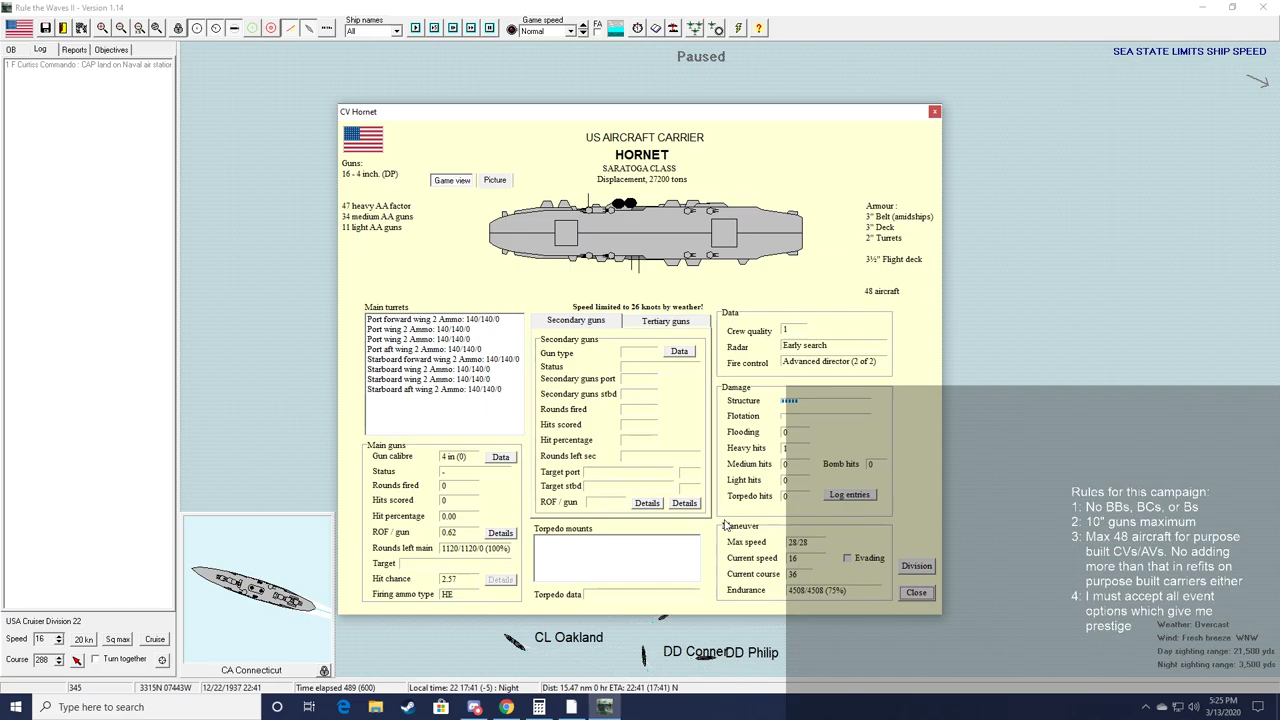 Rule the Waves II - Version 1.14
Ship names
All
Game speed
Normal
FA
OB Log Reports Objectives
1 F Curtiss Commando : CAP land on Naval air station
Paused
SEA STATE LIMITS SHIP SPEED
CV Hornet
US AIRCRAFT CARRIER
HORNET
SARATOGA CLASS
Displacement, 27200 tons
Guns:
16 - 4 inch. (DP)
Game view Picture
47 heavy AA factor
34 medium AA guns
11 light AA guns
Armour:
3" Belt (amidships)
3" Deck
2" Turrets
3½" Flight deck
48 aircraft
Speed limited to 26 knots by weather!
Main turrets
Port forward wing 2 Ammo: 140/140/0
Port wing 2 Ammo: 140/140/0
Port wing 2 Ammo: 140/140/0
Port aft wing 2 Ammo: 140/140/0
Starboard forward wing 2 Ammo: 140/140/0
Starboard wing 2 Ammo: 140/140/0
Starboard wing 2 Ammo: 140/140/0
Starboard aft wing 2 Ammo: 140/140/0
Main guns
Gun calibre 4 in (0) Data
Status -
Rounds fired 0
Hits scored 0
Hit percentage 0.00
ROF / gun 0.62 Details
Rounds left main 1120/1120/0 (100%)
Target
Hit chance 2.57 Details
Firing ammo type HE
Secondary guns Tertiary guns
Secondary guns
Gun type Data
Status
Secondary guns port
Secondary guns stbd
Rounds fired
Hits scored
Hit percentage
Rounds left sec
Target port
Target stbd
ROF / gun Details Details
Torpedo mounts
Torpedo data
Data
Crew quality 1
Radar Early search
Fire control Advanced director (2 of 2)
Damage
Structure
Flotation
Flooding 0
Heavy hits 1
Medium hits 0 Bomb hits 0
Light hits 0
Torpedo hits 0 Log entries
Maneuver
Max speed 28/28
Current speed 16 Evading
Current course 36
Endurance 4508/4508 (75%)
Division
Close
Rules for this campaign:
1: No BBs, BCs, or Bs
2: 10" guns maximum
3: Max 48 aircraft for purpose
built CVs/AVs. No adding
more than that in refits on
purpose built carriers either
4: I must accept all event
options which give me
prestige
Weather: Overcast
Wind: Fresh breeze WNW
Day sighting range: 21,500 yds
Night sighting range: 3,500 yds
CL Oakland
DD Conner
DD Philip
USA Cruiser Division 22
Speed 16 20 kn Sq max Cruise
Course 288 Turn together
CA Connecticut
345 3315N 07443W 12/22/1937 22:41 Time elapsed 489 (600) Local time: 22 17:41 (-5) : Night Dist: 15.47 nm 0 hr ETA: 22:41 (17:41) N
Type here to search
5:25 PM
3/13/2020